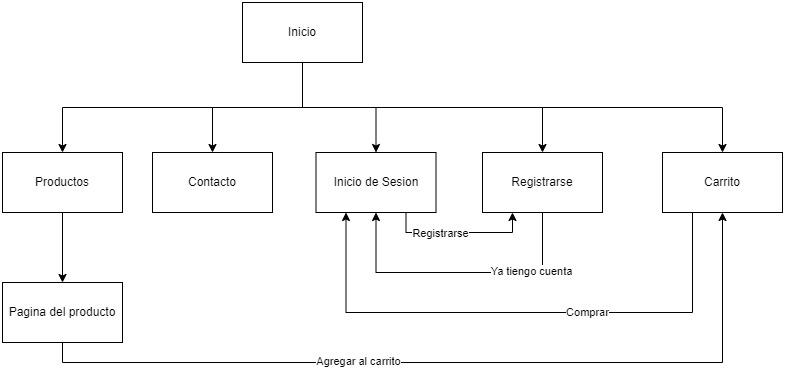 Inicio
Productos
Contacto
Inicio de Sesion
Registrarse
Carrito
Registrarse
Ya tiengo cuenta
Pagina del producto
Comprar
Agregar al carrito